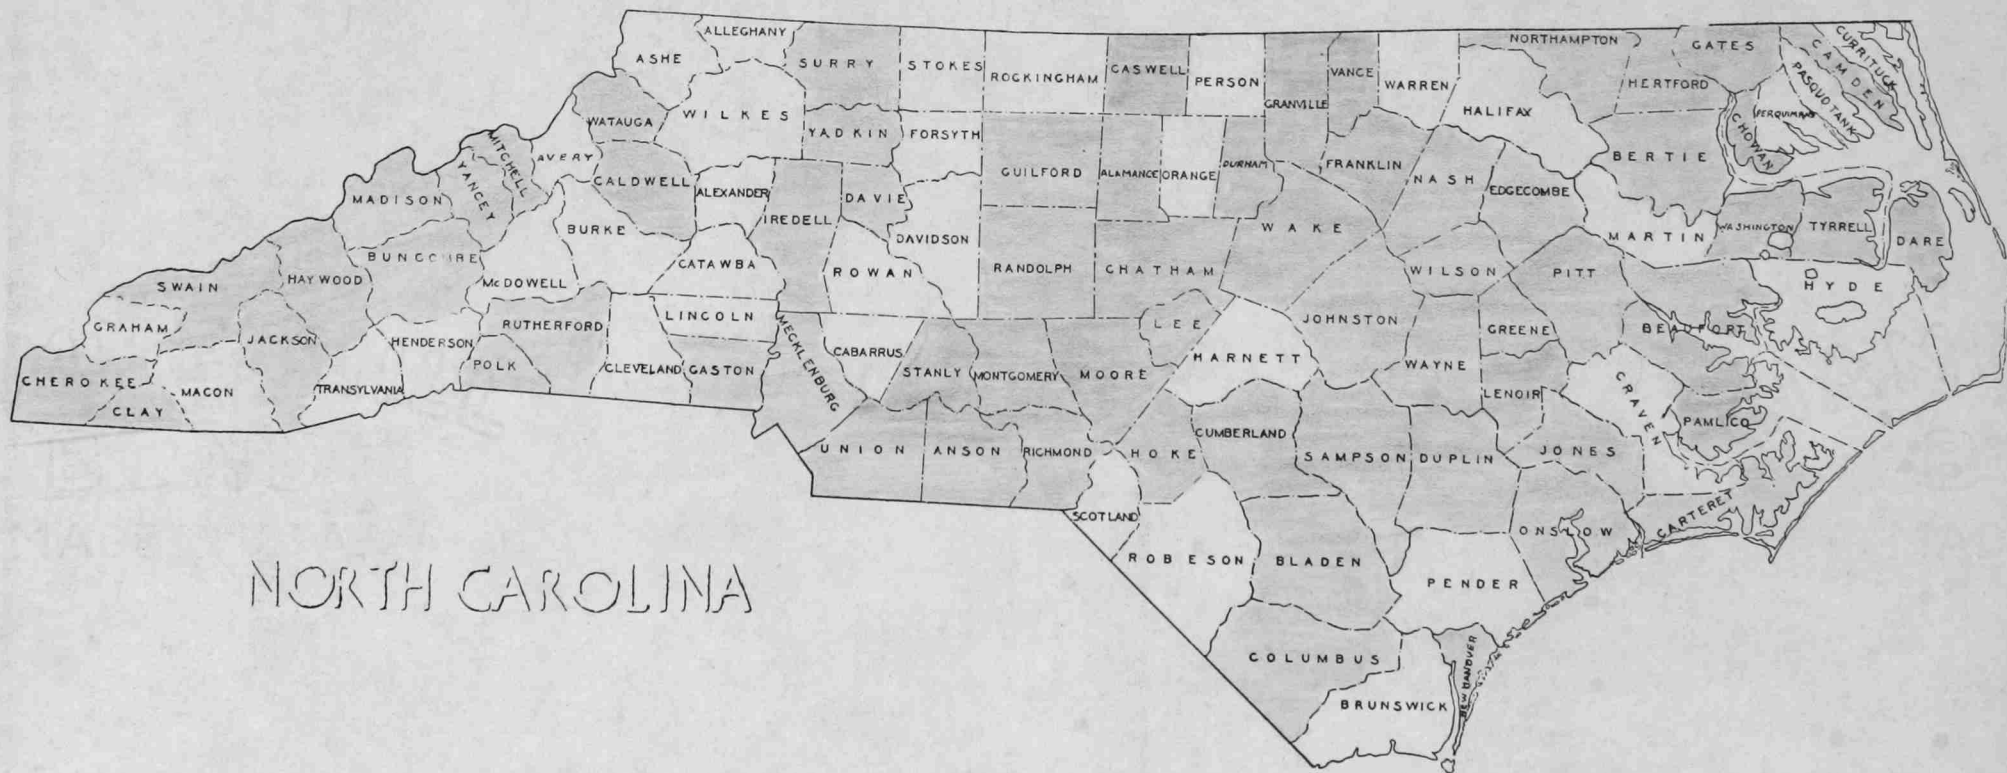 ALLEGHANY
ASHE
SURRY
STOKES
ROCKINGHAM
CASWELL
PERSON
GRANVILLE
VANCE
WARREN
NORTHAMPTON
GATES
CURRITUCK
CAMDEN
PASQUOTANK
PERQUIMANS
CHOWAN
HERTFORD
HALIFAX
WATAUGA
WILKES
YADKIN
FORSYTH
GUILFORD
ALAMANCE
ORANGE
DURHAM
FRANKLIN
NASH
EDGECOMBE
BERTIE
MITCHELL
AVERY
YANCEY
MADISON
CALDWELL
ALEXANDER
IREDELL
DAVIE
DAVIDSON
RANDOLPH
CHATHAM
WAKE
WILSON
PITT
MARTIN
WASHINGTON
TYRRELL
DARE
SWAIN
HAYWOOD
BUNCOMBE
McDOWELL
BURKE
CATAWBA
ROWAN
HYDE
GRAHAM
JACKSON
HENDERSON
RUTHERFORD
LINCOLN
MECKLENBURG
CABARRUS
STANLY
MONTGOMERY
MOORE
LEE
HARNETT
JOHNSTON
WAYNE
GREENE
BEAUFORT
CHEROKEE
CLAY
MACON
TRANSYLVANIA
POLK
CLEVELAND
GASTON
UNION
ANSON
RICHMOND
HOKE
CUMBERLAND
SAMPSON
DUPLIN
LENOIR
JONES
CRAVEN
PAMLICO
SCOTLAND
ROBESON
BLADEN
PENDER
ONSLOW
CARTERET
COLUMBUS
BRUNSWICK
NEW HANOVER
NORTH CAROLINA